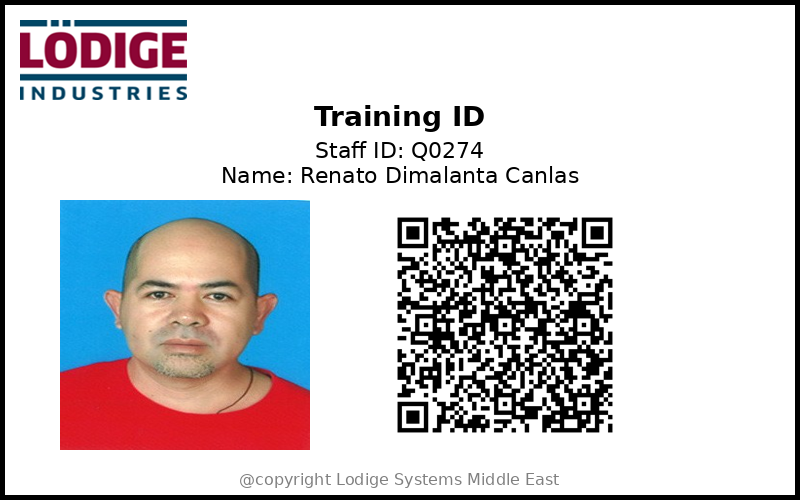 LÖDIGE
INDUSTRIES
Training ID
Staff ID: Q0274
Name: Renato Dimalanta Canlas
@copyright Lodige Systems Middle East